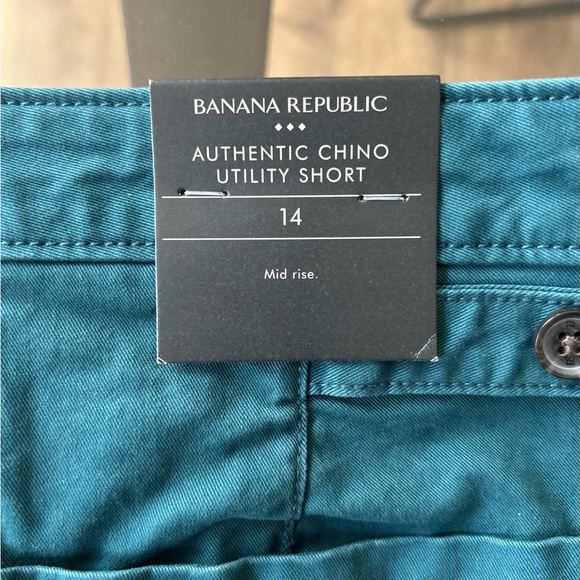 BANANA REPUBLIC
AUTHENTIC CHINO
UTILITY SHORT
14
Mid rise.